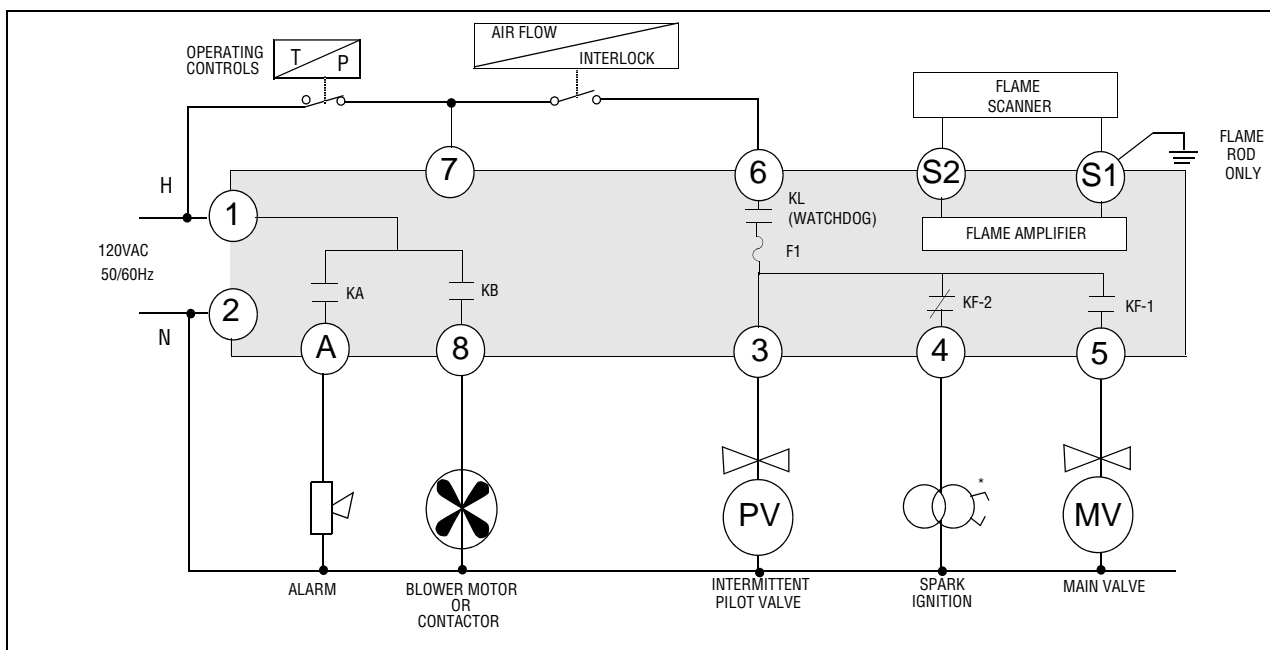 OPERATING
CONTROLS
T
P
AIR FLOW
INTERLOCK
FLAME
SCANNER
FLAME
ROD
ONLY
7
6
S2
S1
H
1
KL
(WATCHDOG)
FLAME AMPLIFIER
120VAC
50/60Hz
F1
2
KA
KB
KF-2
KF-1
N
A
8
3
4
5
*
PV
MV
ALARM
BLOWER MOTOR
OR
CONTACTOR
INTERMITTENT
PILOT VALVE
SPARK
IGNITION
MAIN VALVE